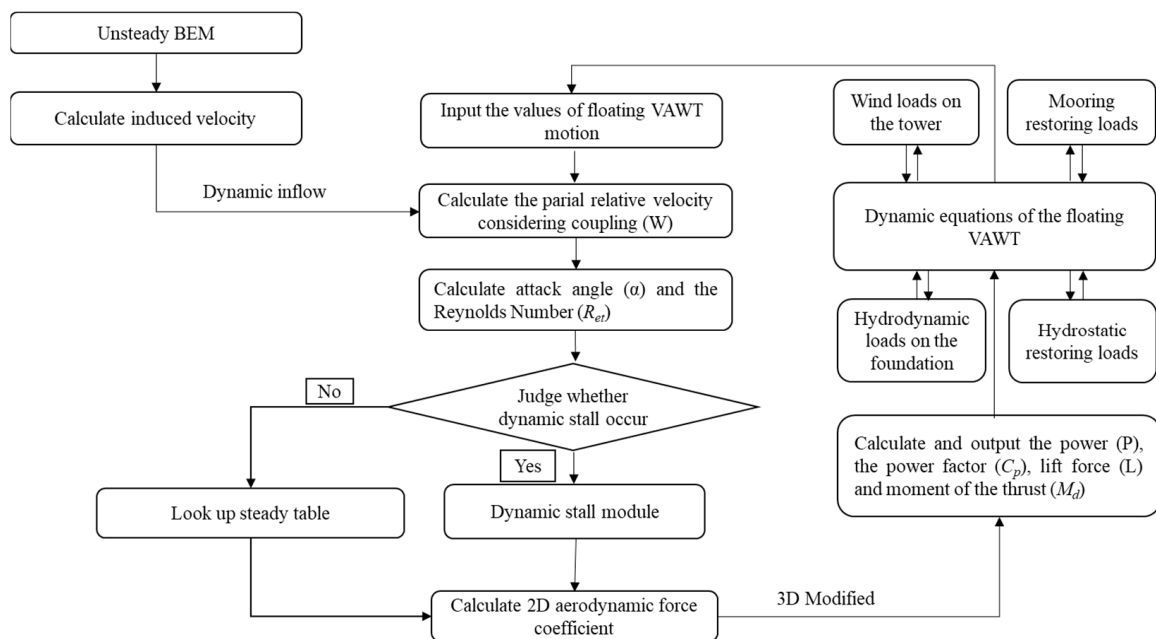 Unsteady BEM
Calculate induced velocity
Dynamic inflow
Input the values of floating VAWT
motion
Calculate the parial relative velocity
considering coupling (W)
Calculate attack angle (α) and the
Reynolds Number (Ret)
Judge whether
dynamic stall occur
No
Yes
Look up steady table
Dynamic stall module
Calculate 2D aerodynamic force
coefficient
3D Modified
Wind loads on
the tower
Mooring
restoring loads
Dynamic equations of the floating
VAWT
Hydrodynamic
loads on the
foundation
Hydrostatic
restoring loads
Calculate and output the power (P),
the power factor (Cp), lift force (L)
and moment of the thrust (Md)